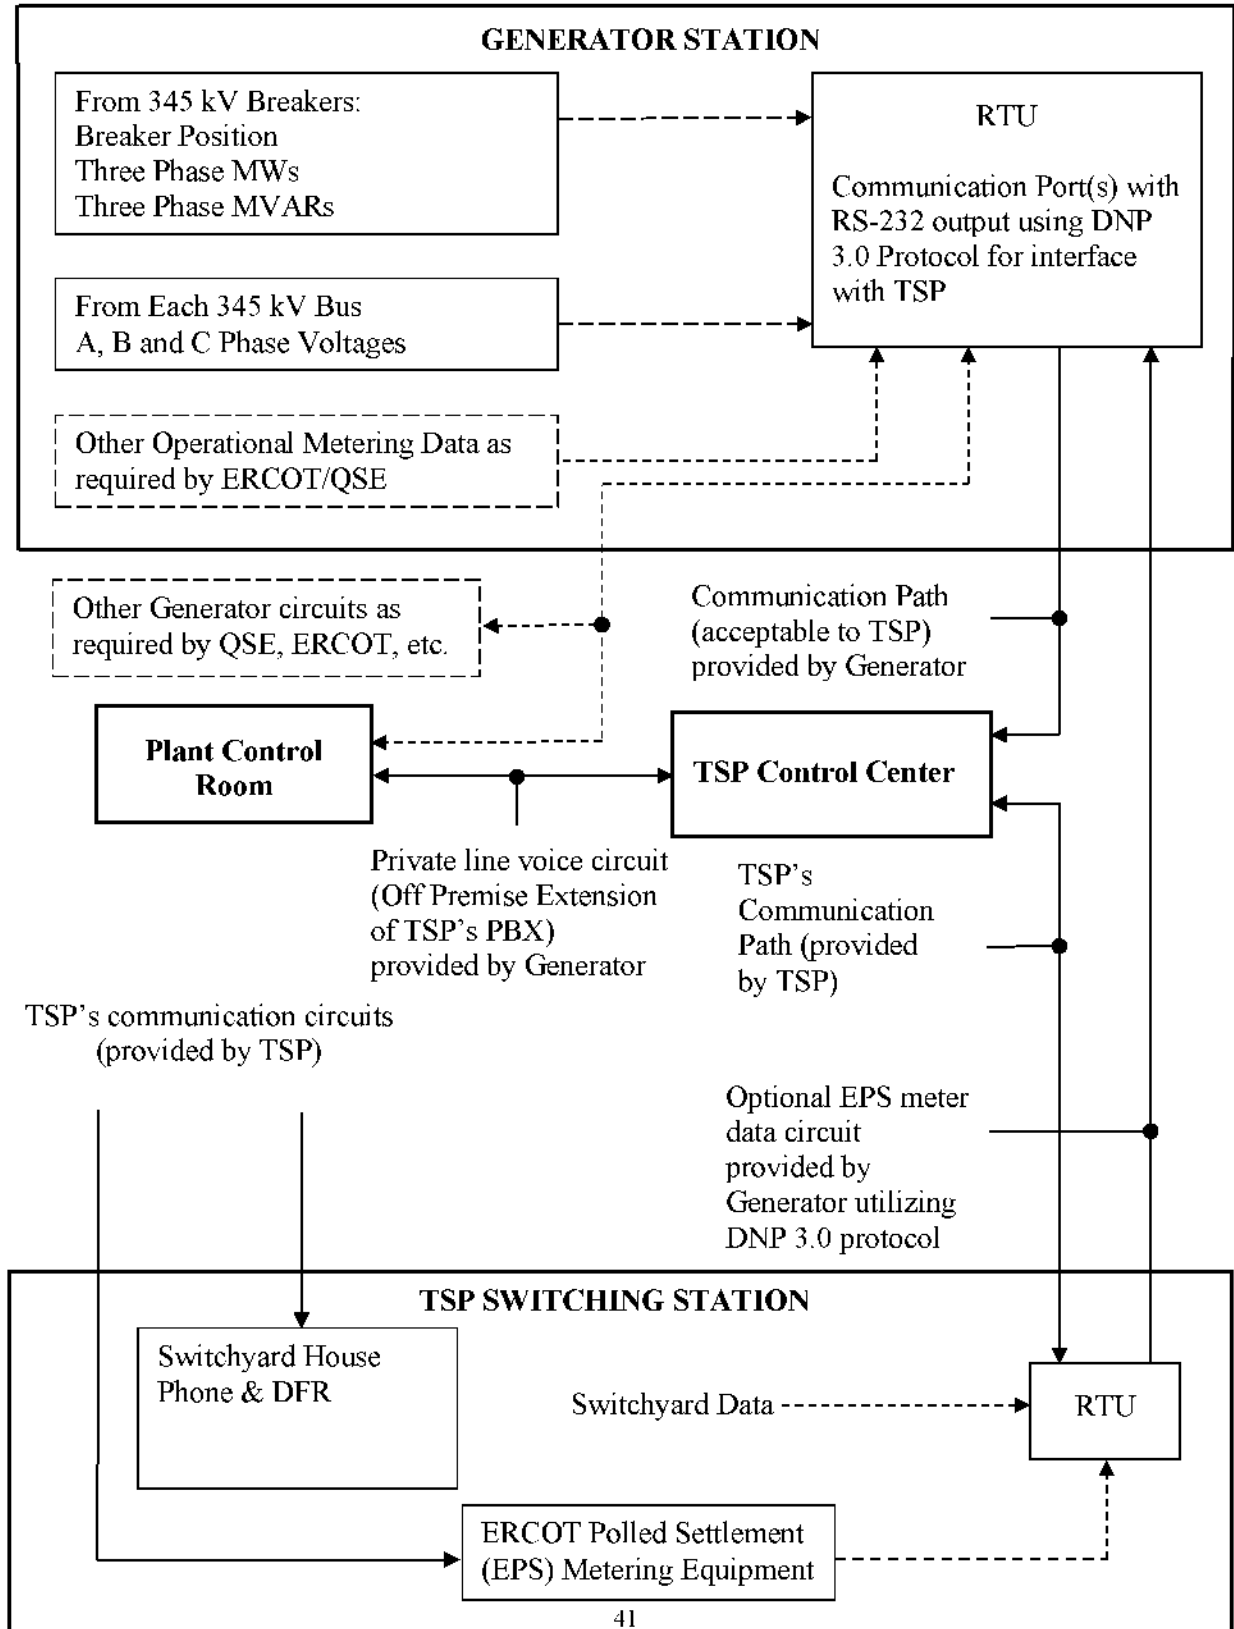 GENERATOR STATION
From 345 kV Breakers:
Breaker Position
Three Phase MWs
Three Phase MVARs
RTU
Communication Port(s) with
RS-232 output using DNP
3.0 Protocol for interface
with TSP
From Each 345 kV Bus
A, B and C Phase Voltages
Other Operational Metering Data as
required by ERCOT/QSE
Other Generator circuits as
required by QSE, ERCOT, etc.
Communication Path
(acceptable to TSP)
provided by Generator
Plant Control
Room
TSP Control Center
Private line voice circuit
(Off Premise Extension
of TSP's PBX)
provided by Generator
TSP's
Communication
Path (provided
by TSP)
TSP's communication circuits
(provided by TSP)
Optional EPS meter
data circuit
provided by
Generator utilizing
DNP 3.0 protocol
TSP SWITCHING STATION
Switchyard House
Phone & DFR
Switchyard Data
RTU
ERCOT Polled Settlement
(EPS) Metering Equipment
41